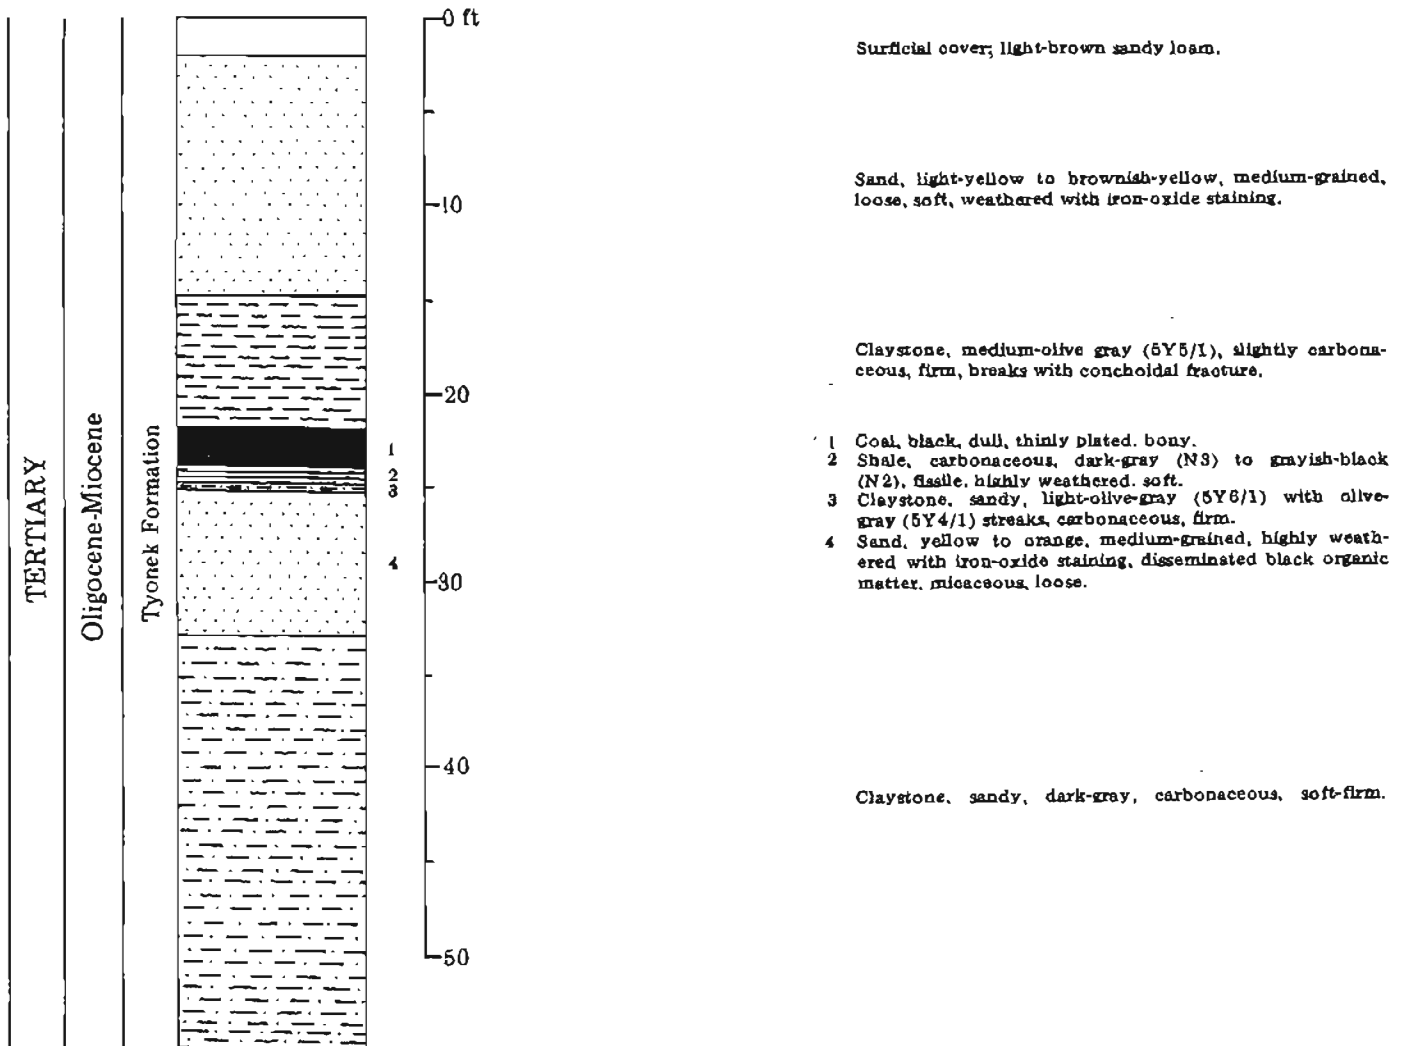 TERTIARY
Oligocene-Miocene
Tyonek Formation
0 ft
10
20
30
40
50
1
2
3
4
Surficial cover; light-brown sandy loam.
Sand, light-yellow to brownish-yellow, medium-grained,
loose, soft, weathered with iron-oxide staining.
Claystone, medium-olive gray (5Y5/1), slightly carbona-
ceous, firm, breaks with conchoidal fracture.
1 Coal, black, dull, thinly plated, bony.
2 Shale, carbonaceous, dark-gray (N3) to grayish-black
(N2), fissile, highly weathered, soft.
3 Claystone, sandy, light-olive-gray (5Y6/1) with olive-
gray (5Y4/1) streaks, carbonaceous, firm.
4 Sand, yellow to orange, medium-grained, highly weath-
ered with iron-oxide staining, disseminated black organic
matter, micaceous, loose.
Claystone, sandy, dark-gray, carbonaceous, soft-firm.